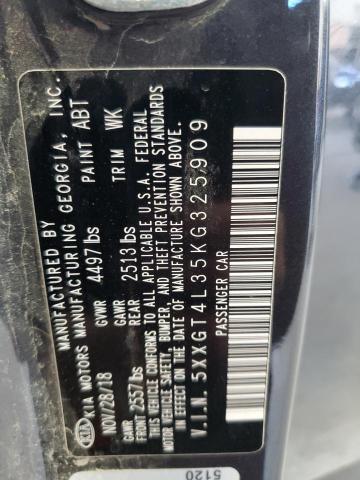 MANUFACTURED BY
KIA MOTORS MANUFACTURING GEORGIA, INC.
NOV/28/18 GVWR 4497 lbs PAINT ABT
GAWR FRONT 2557 lbs GAWR REAR 2513 lbs TRIM WK
THIS VEHICLE CONFORMS TO ALL APPLICABLE U.S.A. FEDERAL
MOTOR VEHICLE SAFETY, BUMPER, AND THEFT PREVENTION STANDARDS
IN EFFECT ON THE DATE OF MANUFACTURE SHOWN ABOVE.
V.I.N. 5XXGT4L35KG325909
PASSENGER CAR
KIA
5120